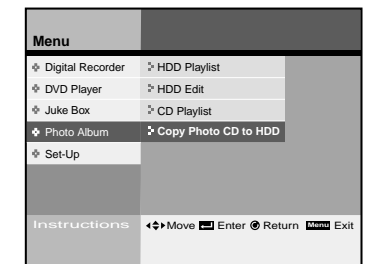 Menu
Digital Recorder
DVD Player
Juke Box
Photo Album
Set-Up
HDD Playlist
HDD Edit
CD Playlist
Copy Photo CD to HDD
Instructions Move Enter Return Menu Exit